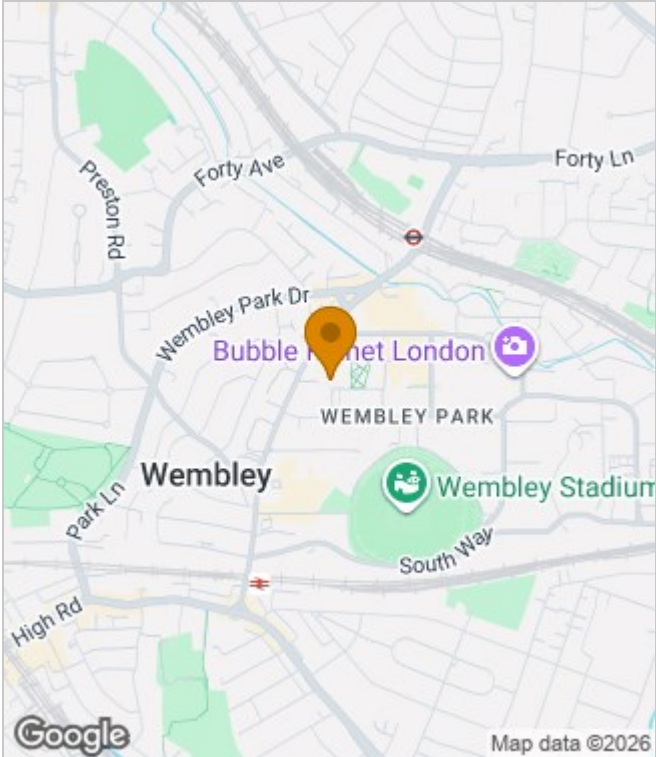 Forty Ave
Forty Ln
Preston Rd
Wembley Park Dr
Bubble Planet London
WEMBLEY PARK
Wembley
Wembley Stadium
Park Ln
South Way
High Rd
Google
Map data ©2026